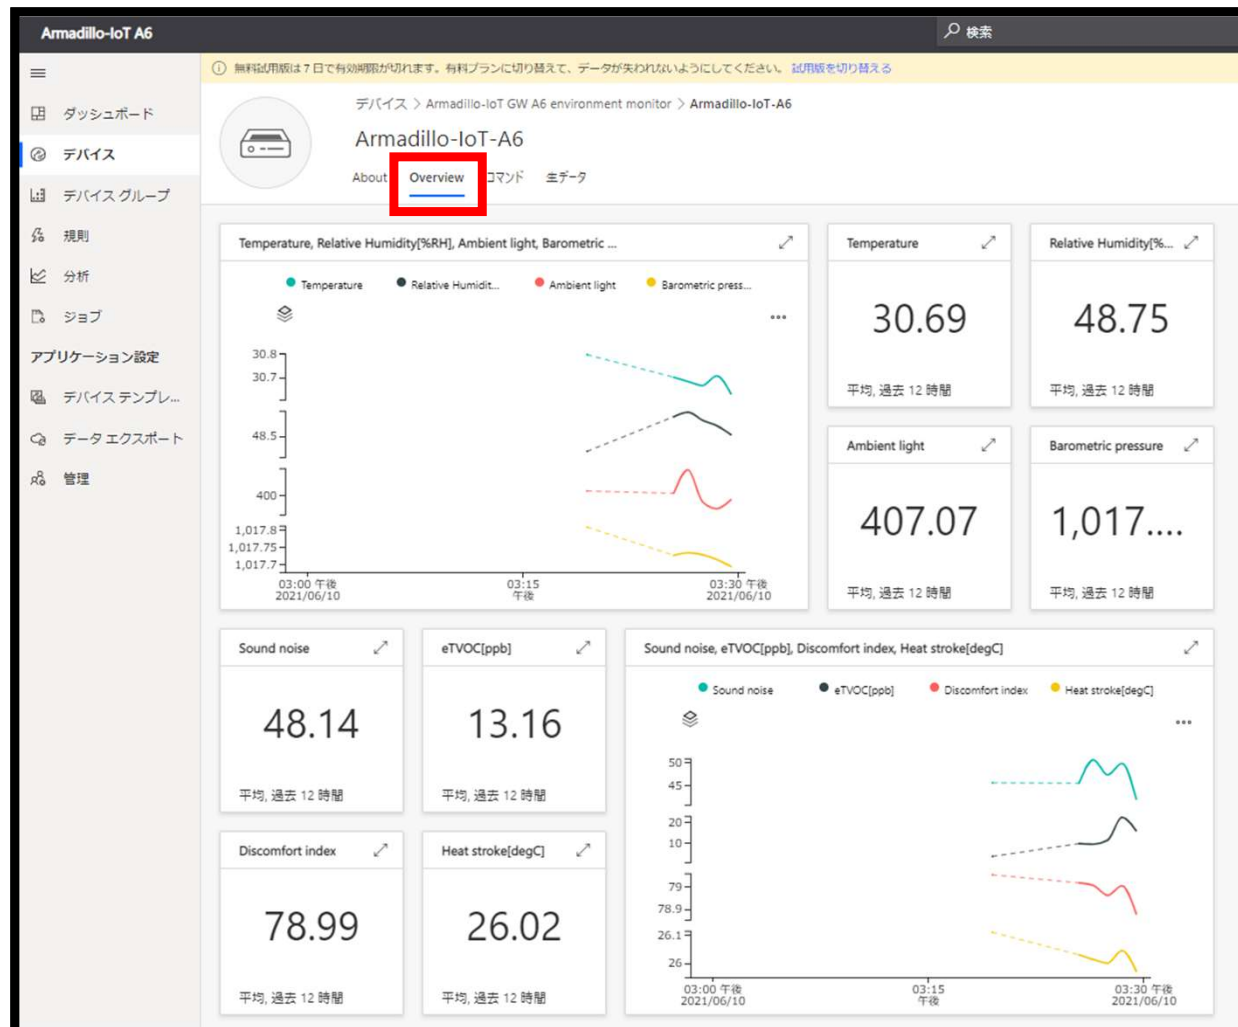 Armadillo-IoT A6
検索
無料試用版は 7 日で有効期限が切れます。有料プランに切り替えて、データが失われないようにしてください。 試用版を切り替える
ダッシュボード
デバイス
デバイス グループ
規則
分析
ジョブ
アプリケーション設定
デバイス テンプレ...
データ エクスポート
管理
デバイス > Armadillo-IoT GW A6 environment monitor > Armadillo-IoT-A6
Armadillo-IoT-A6
About Overview コマンド 生データ
Temperature, Relative Humidity[%RH], Ambient light, Barometric ...
Temperature Relative Humidit... Ambient light Barometric press...
30.8
30.7
48.5
400
1,017.8
1,017.75
1,017.7
03:00 午後 03:15 03:30 午後
2021/06/10 午後 2021/06/10
Temperature
30.69
平均, 過去 12 時間
Relative Humidity[%...
48.75
平均, 過去 12 時間
Ambient light
407.07
平均, 過去 12 時間
Barometric pressure
1,017....
平均, 過去 12 時間
Sound noise
48.14
平均, 過去 12 時間
eTVOC[ppb]
13.16
平均, 過去 12 時間
Sound noise, eTVOC[ppb], Discomfort index, Heat stroke[degC]
Sound noise eTVOC[ppb] Discomfort index Heat stroke[degC]
50
45
20
10
79
78.9
26.1
26
03:00 午後 03:15 03:30 午後
2021/06/10 午後 2021/06/10
Discomfort index
78.99
平均, 過去 12 時間
Heat stroke[degC]
26.02
平均, 過去 12 時間